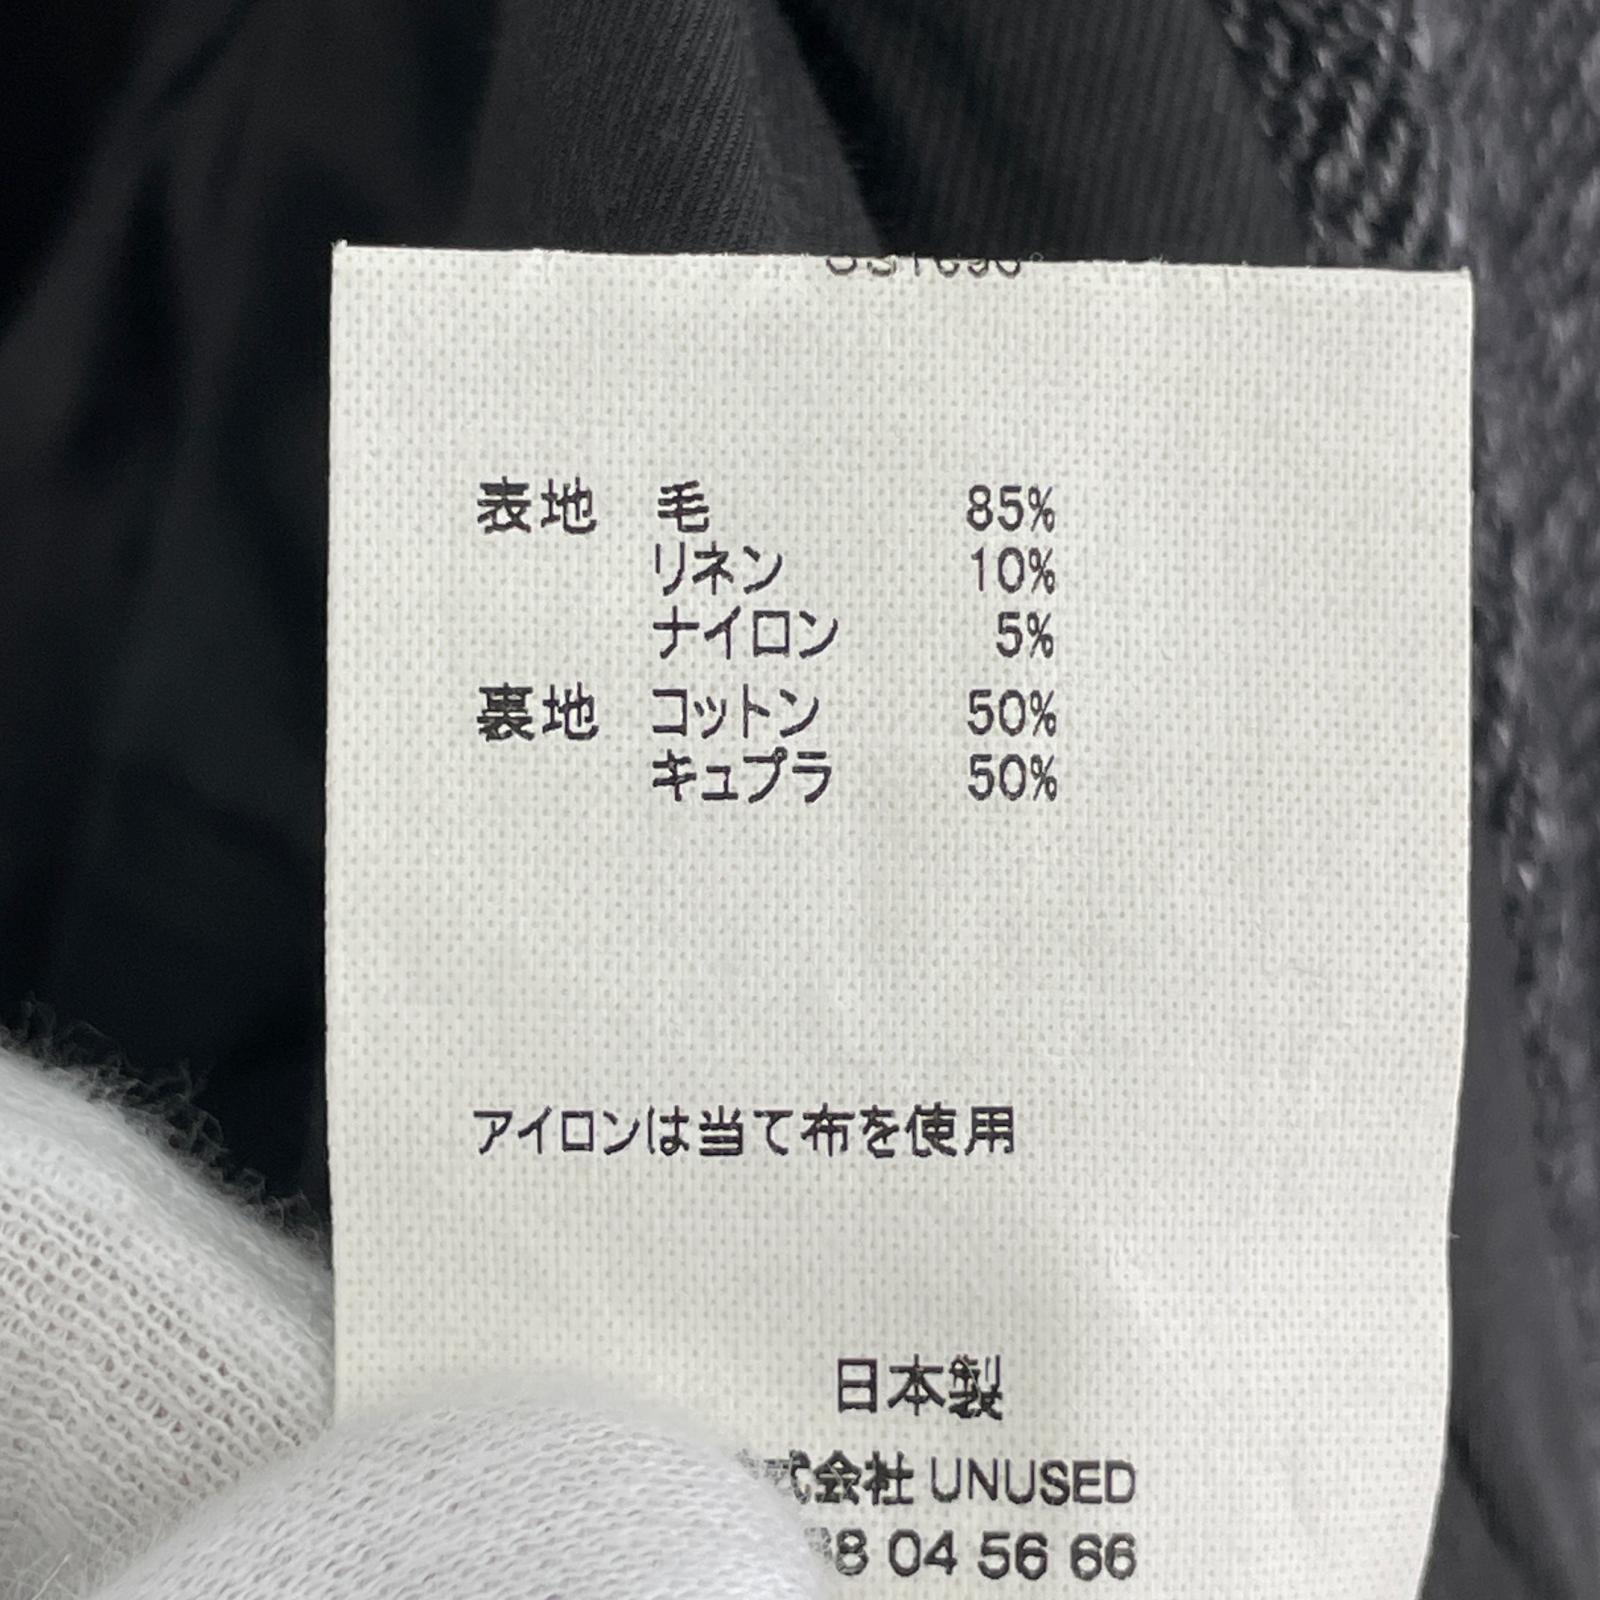 表地 毛 85%
リネン 10%
ナイロン 5%
裏地 コットン 50%
キュプラ 50%
アイロンは当て布を使用
日本製
式会社 UNUSED
8 04 56 66